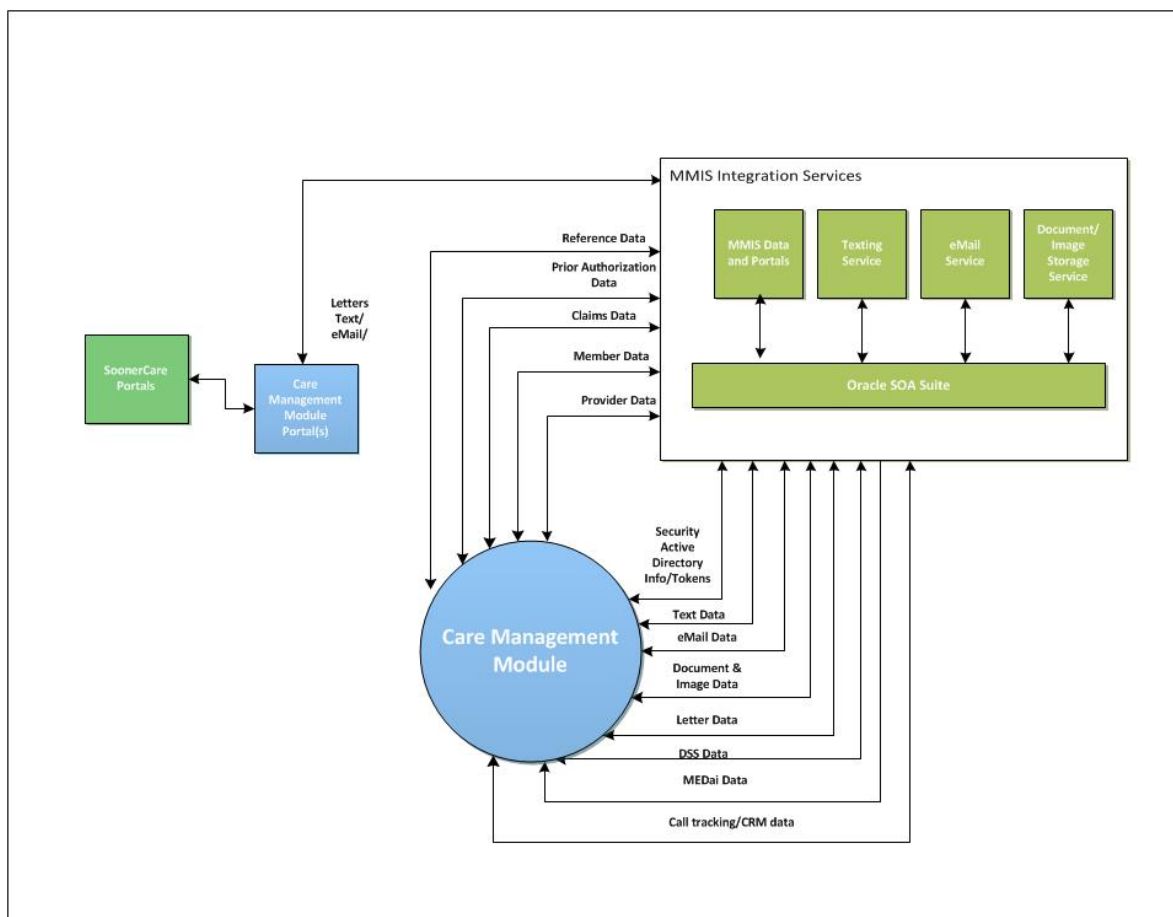 MMIS Integration Services
MMIS Data
and Portals
Texting
Service
eMail
Service
Document/
Image
Storage
Service
Oracle SOA Suite
Reference Data
Prior Authorization
Data
Claims Data
Member Data
Provider Data
Letters
Text/
eMail/
SoonerCare
Portals
Care
Management
Module
Portal(s)
Security
Active
Directory
Info/Tokens
Text Data
eMail Data
Document &
Image Data
Letter Data
DSS Data
MEDai Data
Call tracking/CRM data
Care Management
Module